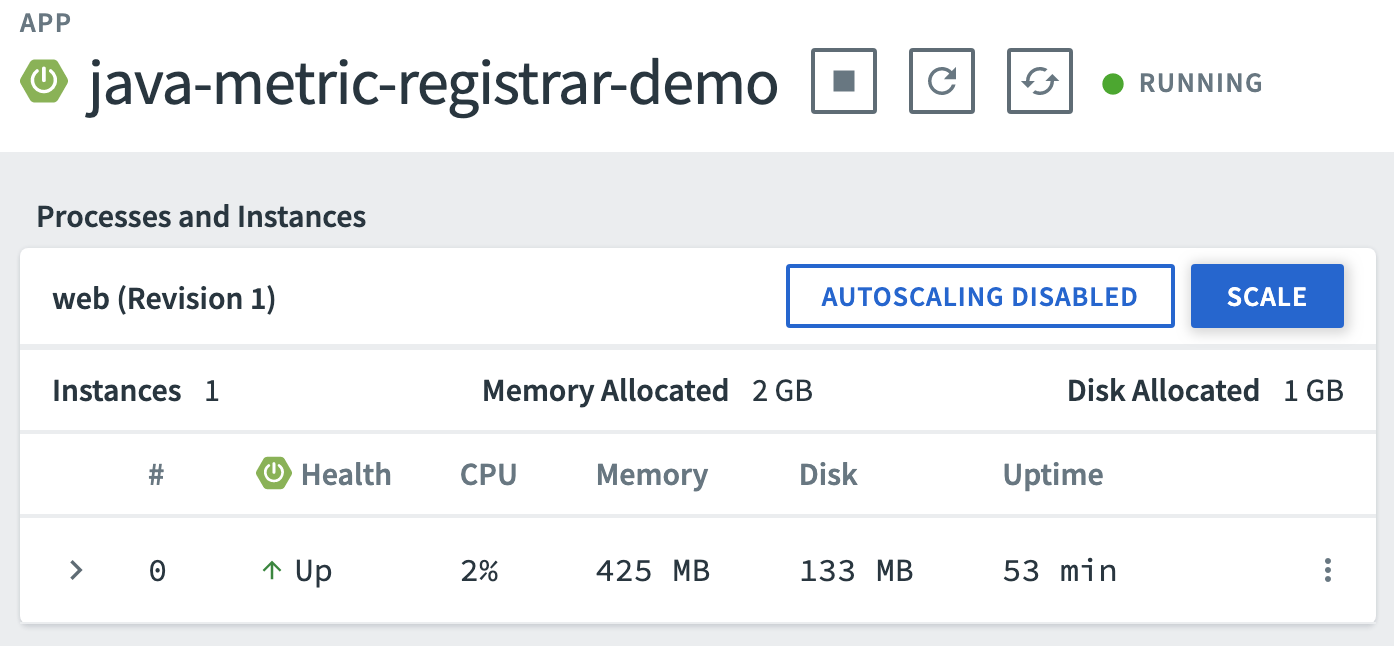 APP
java-metric-registrar-demo RUNNING
Processes and Instances
web (Revision 1) AUTOSCALING DISABLED SCALE
Instances 1 Memory Allocated 2 GB Disk Allocated 1 GB
# Health CPU Memory Disk Uptime
0 Up 2% 425 MB 133 MB 53 min